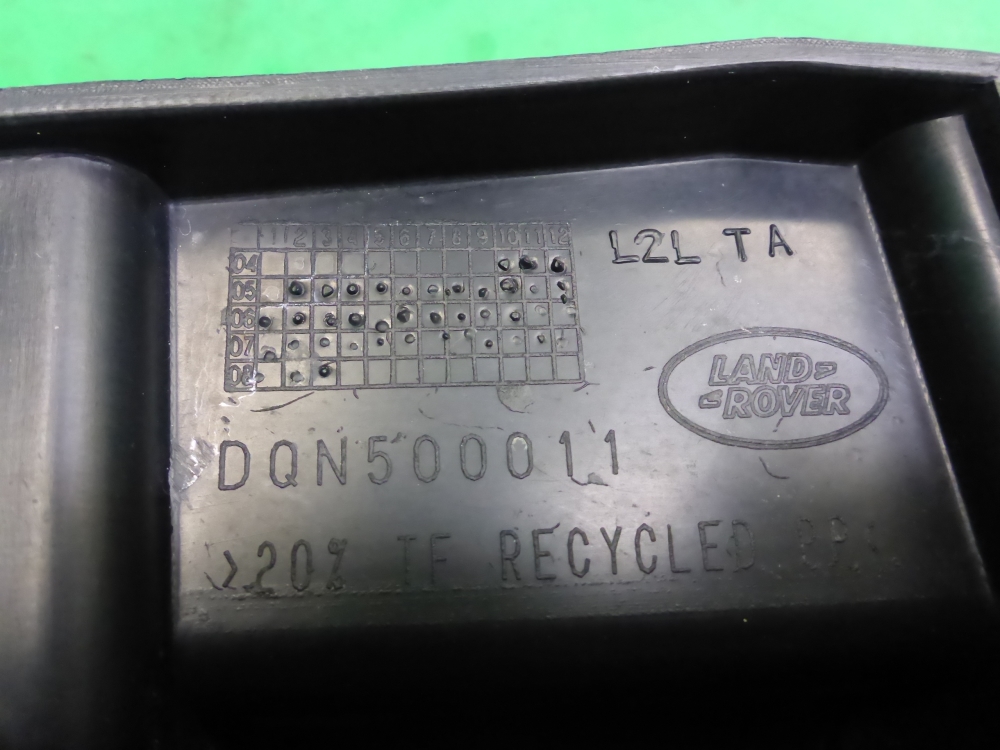 1 2 3 4 5 6 7 8 9 10 11 12
04
05
06
07
08
L2L TA
LAND
ROVER
DQN500011
>20% TF RECYCLED